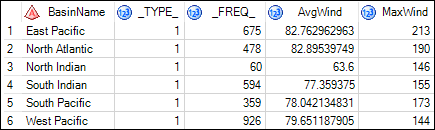 BasinName _TYPE_ _FREQ_ AvgWind MaxWind
1 East Pacific 1 675 82.762962963 213
2 North Atlantic 1 478 82.89539749 190
3 North Indian 1 60 63.6 146
4 South Indian 1 594 77.359375 155
5 South Pacific 1 359 78.042134831 173
6 West Pacific 1 926 79.651187905 144